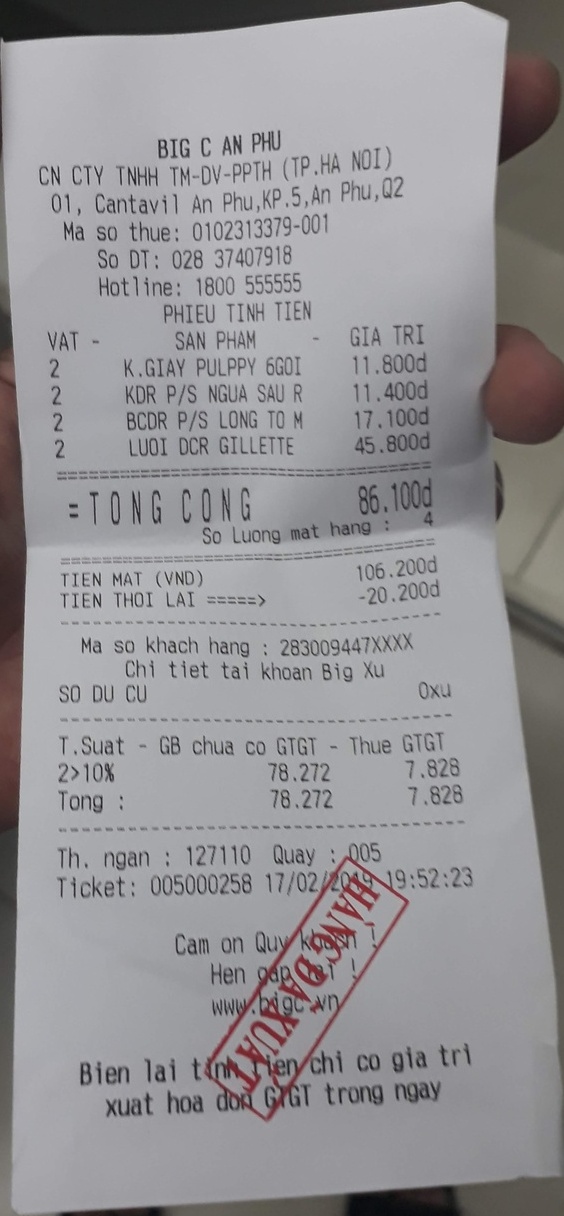 BIG C AN PHU
CN CTY TNHH TM-DV-PPTH (TP.HA NOI)
01, Cantavil An Phu,KP.5,An Phu,Q2
Ma so thue: 0102313379-001
So DT: 028 37407918
Hotline: 1800 555555
PHIEU TINH TIEN
VAT - SAN PHAM - GIA TRI
2 K.GIAY PULPPY 6GOI 11.800d
2 KDR P/S NGUA SAU R 11.400d
2 BCDR P/S LONG TO M 17.100d
2 LUOI DCR GILLETTE 45.800d
=TONG CONG 86.100d
So Luong mat hang : 4
TIEN MAT (VND) 106.200d
TIEN THOI LAI =====> -20.200d
Ma so khach hang : 283009447XXXX
Chi tiet tai khoan Big Xu
SO DU CU 0xu
T.Suat - GB chua co GTGT - Thue GTGT
2>10% 78.272 7.828
Tong : 78.272 7.828
Th. ngan : 127110 Quay : 005
Ticket: 005000258 17/02/2019 19:52:23
Cam on Quy khach !
Hen gap lai !
www.bigc.vn
HÀNG ĐÃ XUẤT
Bien lai tinh tien chi co gia tri
xuat hoa don GTGT trong ngay